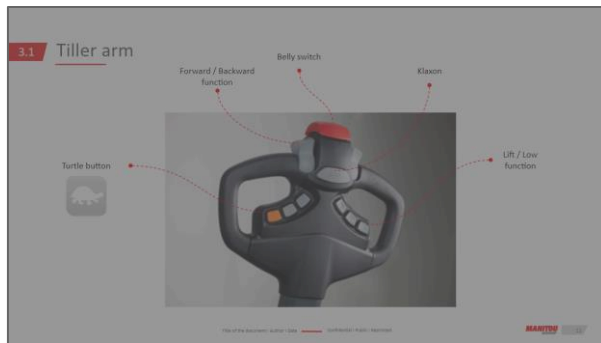 3.1 Tiller arm
Belly switch
Forward / Backward
function
Klaxon
Turtle button
Lift / Low
function
MANITOU